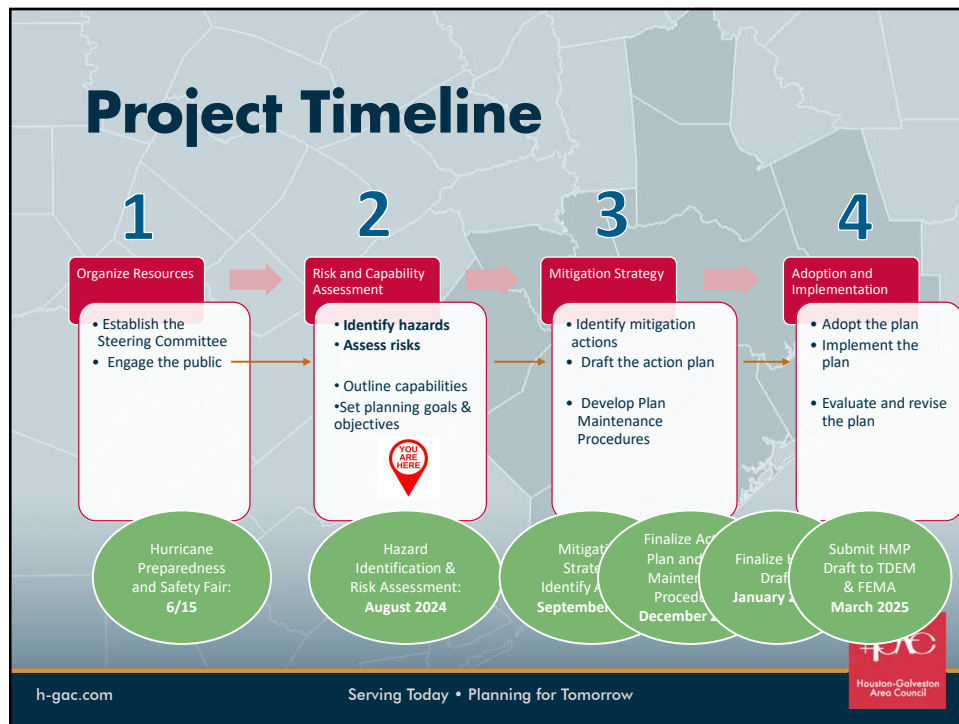 Project Timeline
1
2
3
4
Organize Resources
• Establish the
Steering Committee
• Engage the public
Risk and Capability
Assessment
• Identify hazards
• Assess risks
• Outline capabilities
•Set planning goals &
objectives
YOU
ARE
HERE
Mitigation Strategy
• Identify mitigation
actions
• Draft the action plan
• Develop Plan
Maintenance
Procedures
Adoption and
Implementation
• Adopt the plan
• Implement the
plan
• Evaluate and revise
the plan
Hurricane
Preparedness
and Safety Fair:
6/15
Hazard
Identification &
Risk Assessment:
August 2024
Identify
September
Finalize
Plan and
December
Finalize
January
Submit HMP
Draft to TDEM
& FEMA
March 2025
h-gac.com
Serving Today • Planning for Tomorrow
Houston-Galveston
Area Council